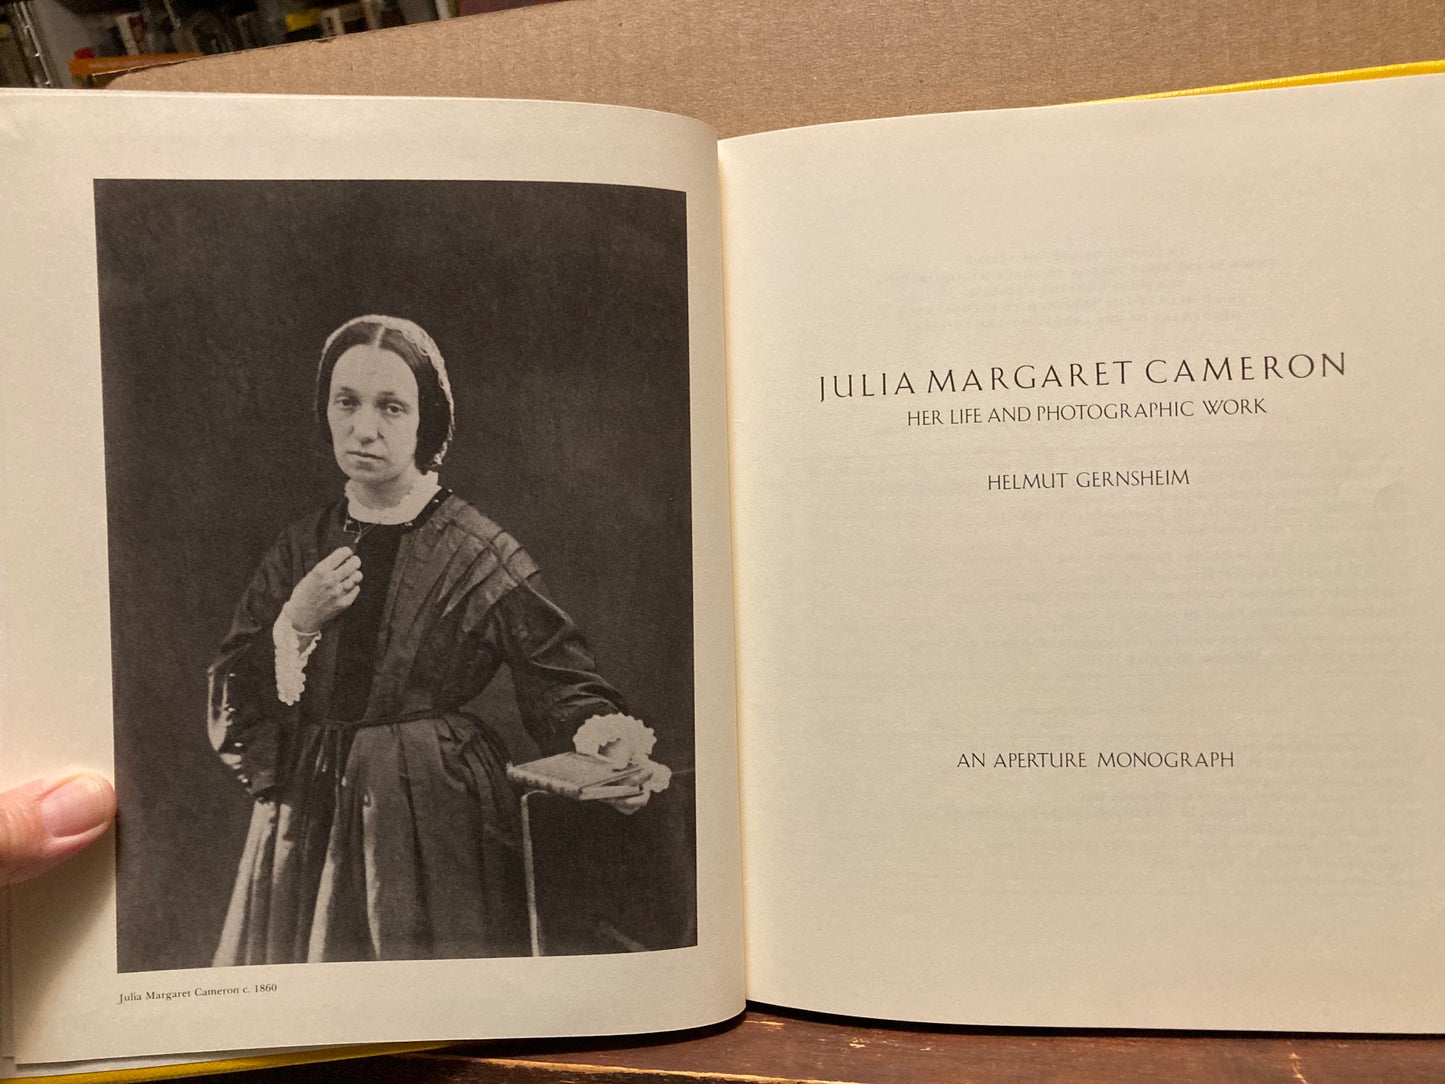 Julia Margaret Cameron c. 1860
JULIA MARGARET CAMERON
HER LIFE AND PHOTOGRAPHIC WORK
HELMUT GERNSHEIM
AN APERTURE MONOGRAPH